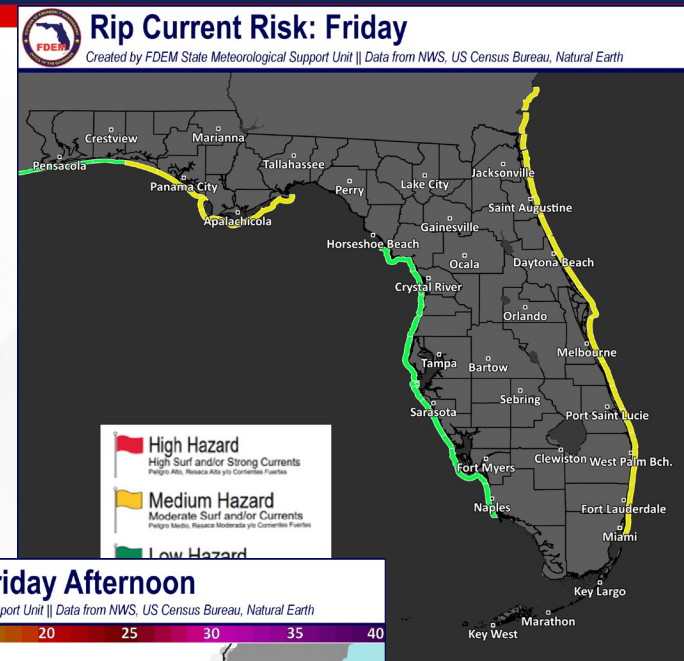 Rip Current Risk: Friday
FDEM
Created by FDEM State Meteorological Support Unit || Data from NWS, US Census Bureau, Natural Earth
Crestview
Marianna
Pensacola
Tallahassee
Jacksonville
Panama City
Perry
Lake City
Saint Augustine
Apalachicola
Gainesville
Horseshoe Beach
Ocala
Daytona Beach
Crystal River
Orlando
Melbourne
Tampa
Bartow
Sebring
Sarasota
Port Saint Lucie
Clewiston
West Palm Bch.
Fort Myers
Naples
Fort Lauderdale
Miami
Key Largo
Marathon
Key West
High Hazard
High Surf and/or Strong Currents
Peligro Alto, Resaca Alta y/o Corrientes Fuertes
Medium Hazard
Moderate Surf and/or Currents
Peligro Medio, Resaca Moderada y/o Corrientes Fuertes
Low Hazard
riday Afternoon
port Unit || Data from NWS, US Census Bureau, Natural Earth
20 25 30 35 40